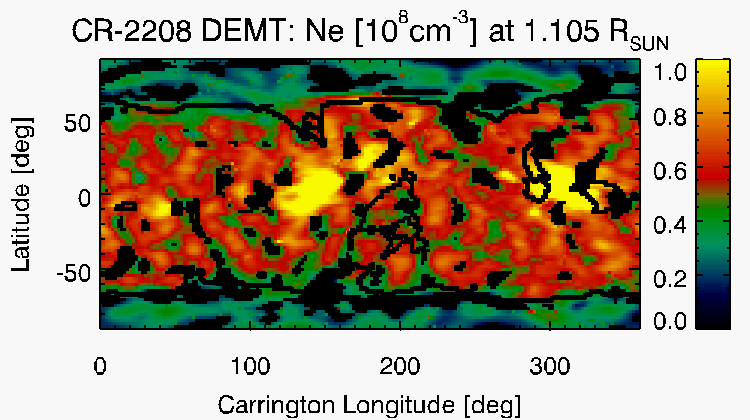 CR-2208 DEMT: Ne [10⁸cm⁻³] at 1.105 R_SUN
1.0
0.8
0.6
0.4
0.2
0.0
Latitude [deg]
50
0
-50
0 100 200 300
Carrington Longitude [deg]